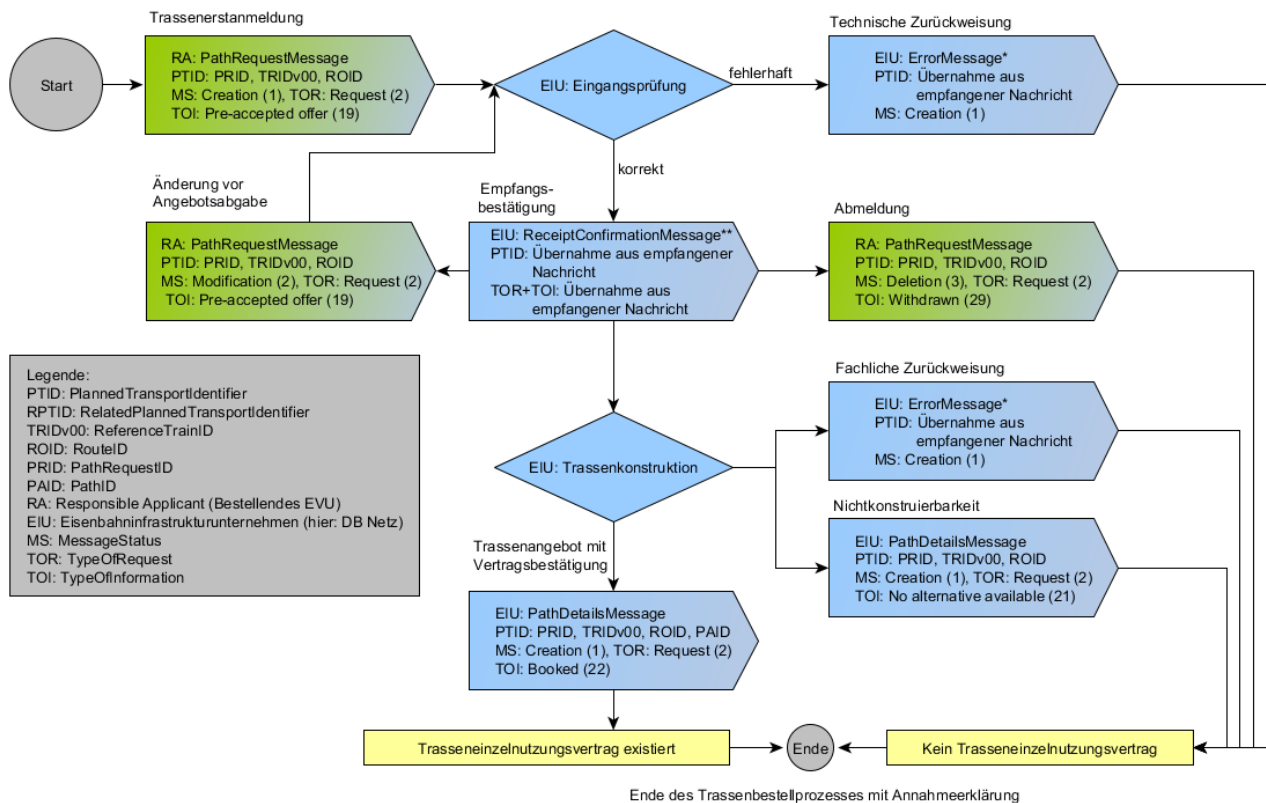 Trassenerstanmeldung
Technische Zurückweisung
Start
RA: PathRequestMessage
PTID: PRID, TRIDv00, ROID
MS: Creation (1), TOR: Request (2)
TOI: Pre-accepted offer (19)
EIU: Eingangsprüfung
fehlerhaft
EIU: ErrorMessage*
PTID: Übernahme aus
empfangener Nachricht
MS: Creation (1)
korrekt
Änderung vor
Angebotsabgabe
Empfangs-
bestätigung
Abmeldung
RA: PathRequestMessage
PTID: PRID, TRIDv00, ROID
MS: Modification (2), TOR: Request (2)
TOI: Pre-accepted offer (19)
EIU: ReceiptConfirmationMessage**
PTID: Übernahme aus empfangener
Nachricht
TOR+TOI: Übernahme aus
empfangener Nachricht
RA: PathRequestMessage
PTID: PRID, TRIDv00, ROID
MS: Deletion (3), TOR: Request (2)
TOI: Withdrawn (29)
Legende:
PTID: PlannedTransportIdentifier
RPTID: RelatedPlannedTransportIdentifier
TRIDv00: ReferenceTrainID
ROID: RouteID
PRID: PathRequestID
PAID: PathID
RA: Responsible Applicant (Bestellendes EVU)
EIU: Eisenbahninfrastrukturunternehmen (hier: DB Netz)
MS: MessageStatus
TOR: TypeOfRequest
TOI: TypeOfInformation
EIU: Trassenkonstruktion
Fachliche Zurückweisung
EIU: ErrorMessage*
PTID: Übernahme aus
empfangener Nachricht
MS: Creation (1)
Nichtkonstruierbarkeit
EIU: PathDetailsMessage
PTID: PRID, TRIDv00, ROID
MS: Creation (1), TOR: Request (2)
TOI: No alternative available (21)
Trassenangebot mit
Vertragsbestätigung
EIU: PathDetailsMessage
PTID: PRID, TRIDv00, ROID, PAID
MS: Creation (1), TOR: Request (2)
TOI: Booked (22)
Trasseneinzelnutzungsvertrag existiert
Ende
Kein Trasseneinzelnutzungsvertrag
Ende des Trassenbestellprozesses mit Annahmeerklärung